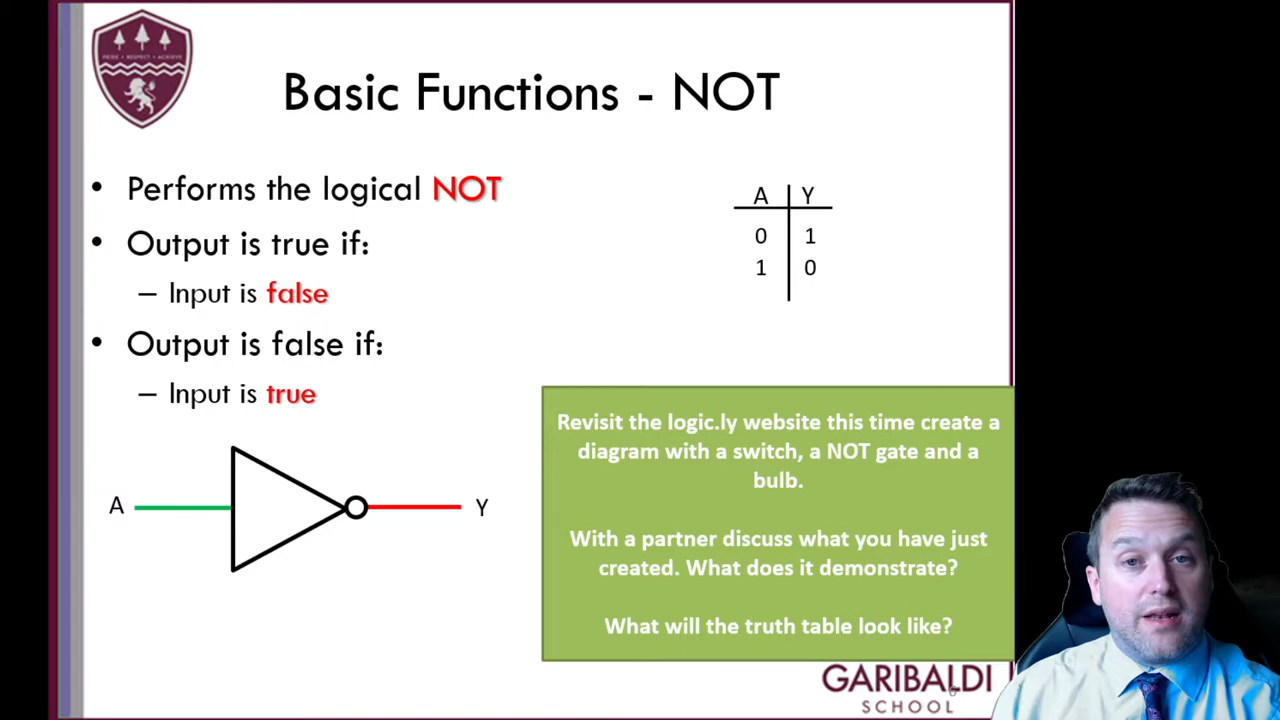 PRIDE • RESPECT • ACHIEVE
Basic Functions - NOT
• Performs the logical NOT
• Output is true if:
– Input is false
• Output is false if:
– Input is true
A Y
0 1
1 0
A
Y
Revisit the logic.ly website this time create a
diagram with a switch, a NOT gate and a
bulb.
With a partner discuss what you have just
created. What does it demonstrate?
What will the truth table look like?
GARIBALDI
SCHOOL